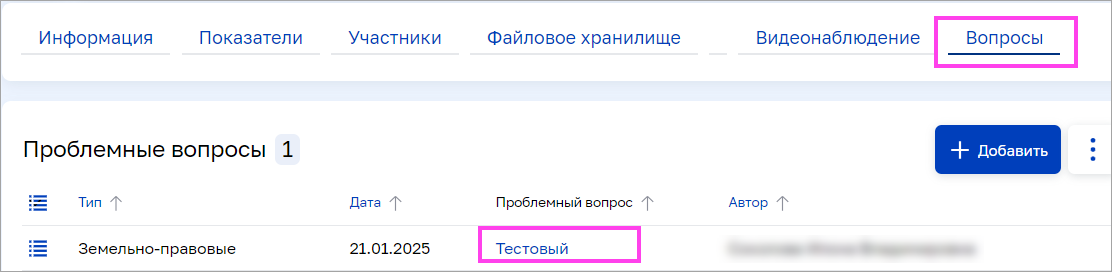 Информация Показатели Участники Файловое хранилище Видеонаблюдение Вопросы
Проблемные вопросы 1
+ Добавить
Тип ↑ Дата ↑ Проблемный вопрос ↑ Автор ↑
Земельно-правовые 21.01.2025 Тестовый